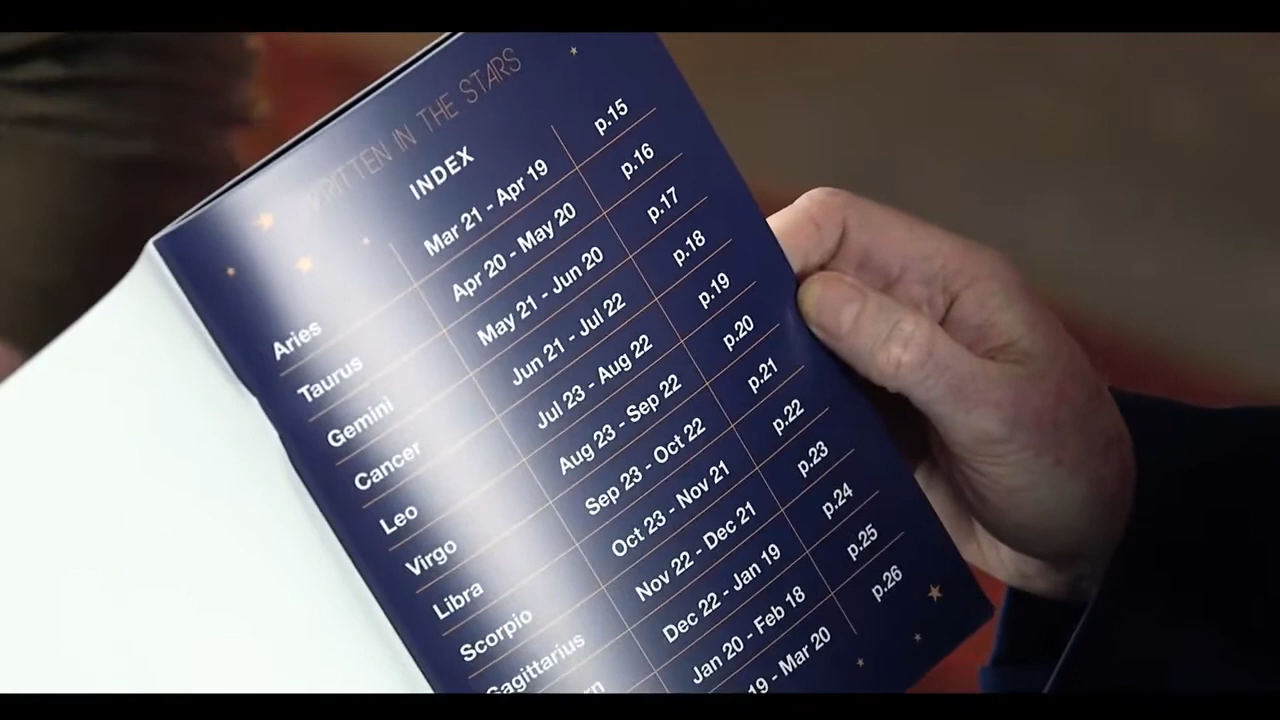 WRITTEN IN THE STARS
INDEX
Aries Mar 21 - Apr 19 p.15
Taurus Apr 20 - May 20 p.16
Gemini May 21 - Jun 20 p.17
Cancer Jun 21 - Jul 22 p.18
Leo Jul 23 - Aug 22 p.19
Virgo Aug 23 - Sep 22 p.20
Libra Sep 23 - Oct 22 p.21
Scorpio Oct 23 - Nov 21 p.22
Sagittarius Nov 22 - Dec 21 p.23
rn Dec 22 - Jan 19 p.24
Jan 20 - Feb 18 p.25
19 - Mar 20 p.26